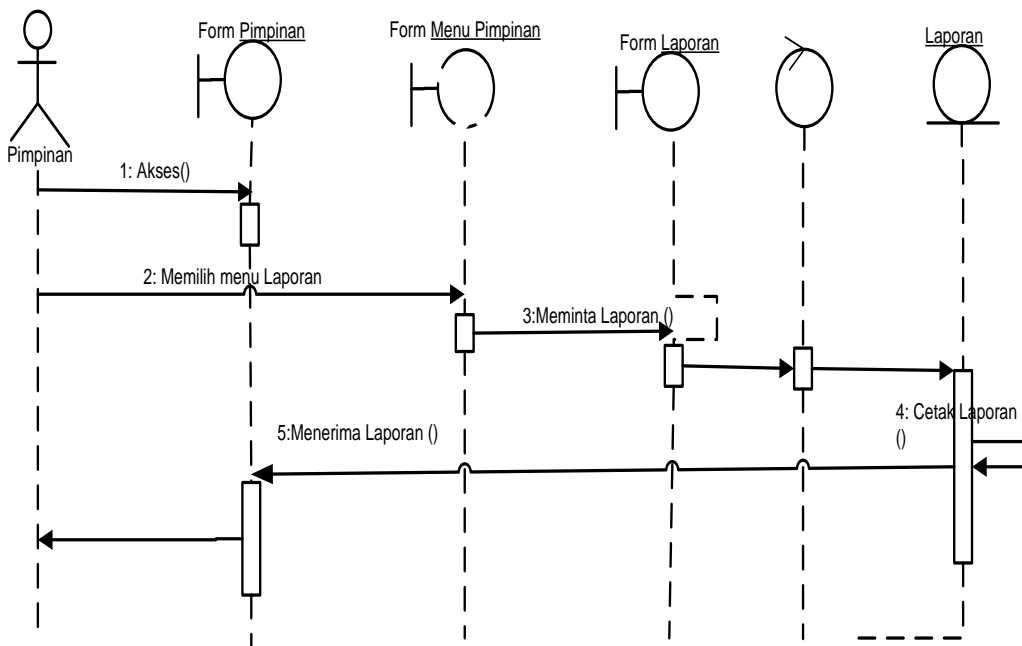 Form Pimpinan
Form Menu Pimpinan
Form Laporan
Laporan
Pimpinan
1: Akses()
2: Memilih menu Laporan
3:Meminta Laporan ()
4: Cetak Laporan
()
5:Menerima Laporan ()